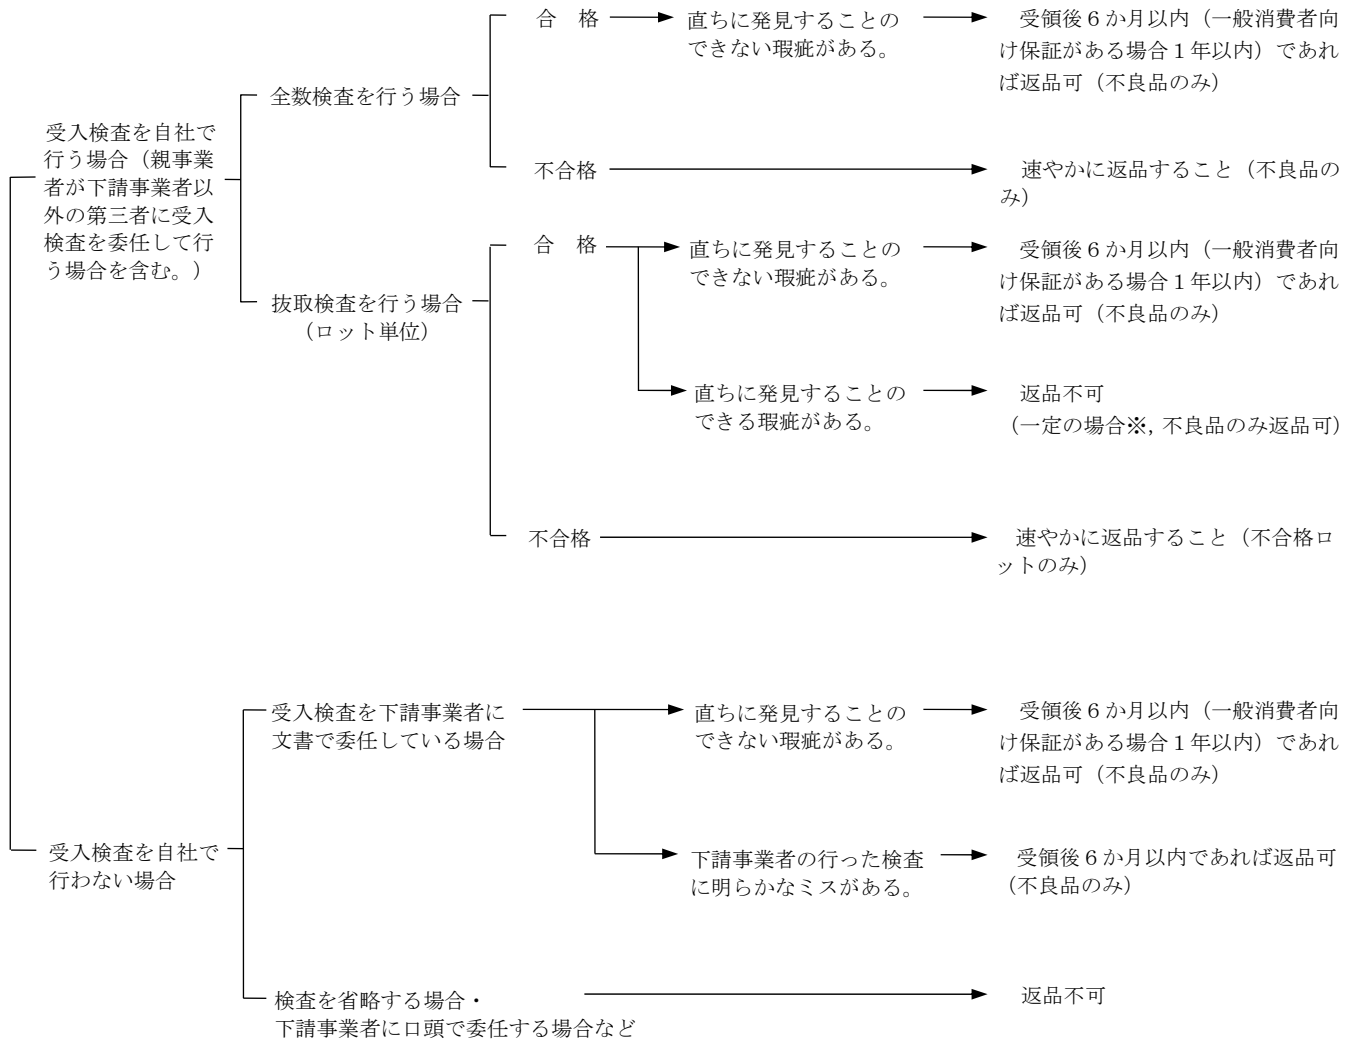 合　格
直ちに発見することの
できない瑕疵がある。
受領後６か月以内（一般消費者向
け保証がある場合１年以内）であれ
ば返品可（不良品のみ）
全数検査を行う場合
受入検査を自社で
行う場合（親事業
者が下請事業者以
外の第三者に受入
検査を委任して行
う場合を含む。）
不合格
速やかに返品すること（不良品の
み）
合　格
直ちに発見することの
できない瑕疵がある。
受領後６か月以内（一般消費者向
け保証がある場合１年以内）であれ
ば返品可（不良品のみ）
抜取検査を行う場合
（ロット単位）
直ちに発見することの
できる瑕疵がある。
返品不可
（一定の場合※，不良品のみ返品可）
不合格
速やかに返品すること（不合格ロ
ットのみ）
受入検査を下請事業者に
文書で委任している場合
直ちに発見することの
できない瑕疵がある。
受領後６か月以内（一般消費者向
け保証がある場合１年以内）であれ
ば返品可（不良品のみ）
受入検査を自社で
行わない場合
下請事業者の行った検査
に明らかなミスがある。
受領後６か月以内であれば返品可
（不良品のみ）
検査を省略する場合・
下請事業者に口頭で委任する場合など
返品不可